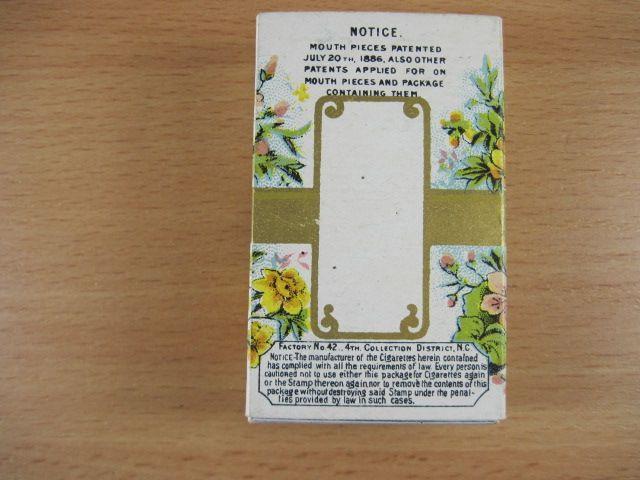 NOTICE.
MOUTH PIECES PATENTED
JULY 20TH, 1886, ALSO OTHER
PATENTS APPLIED FOR ON
MOUTH PIECES AND PACKAGE
CONTAINING THEM.
FACTORY No. 42.. 4TH. COLLECTION DISTRICT, N.C.
NOTICE-The manufacturer of the Cigarettes herein contained
has complied with all the requirements of law. Every person is
cautioned not to use either this package for Cigarettes again
or the Stamp thereon again, nor to remove the contents of this
package without destroying said Stamp under the penal-
ties provided by law in such cases.